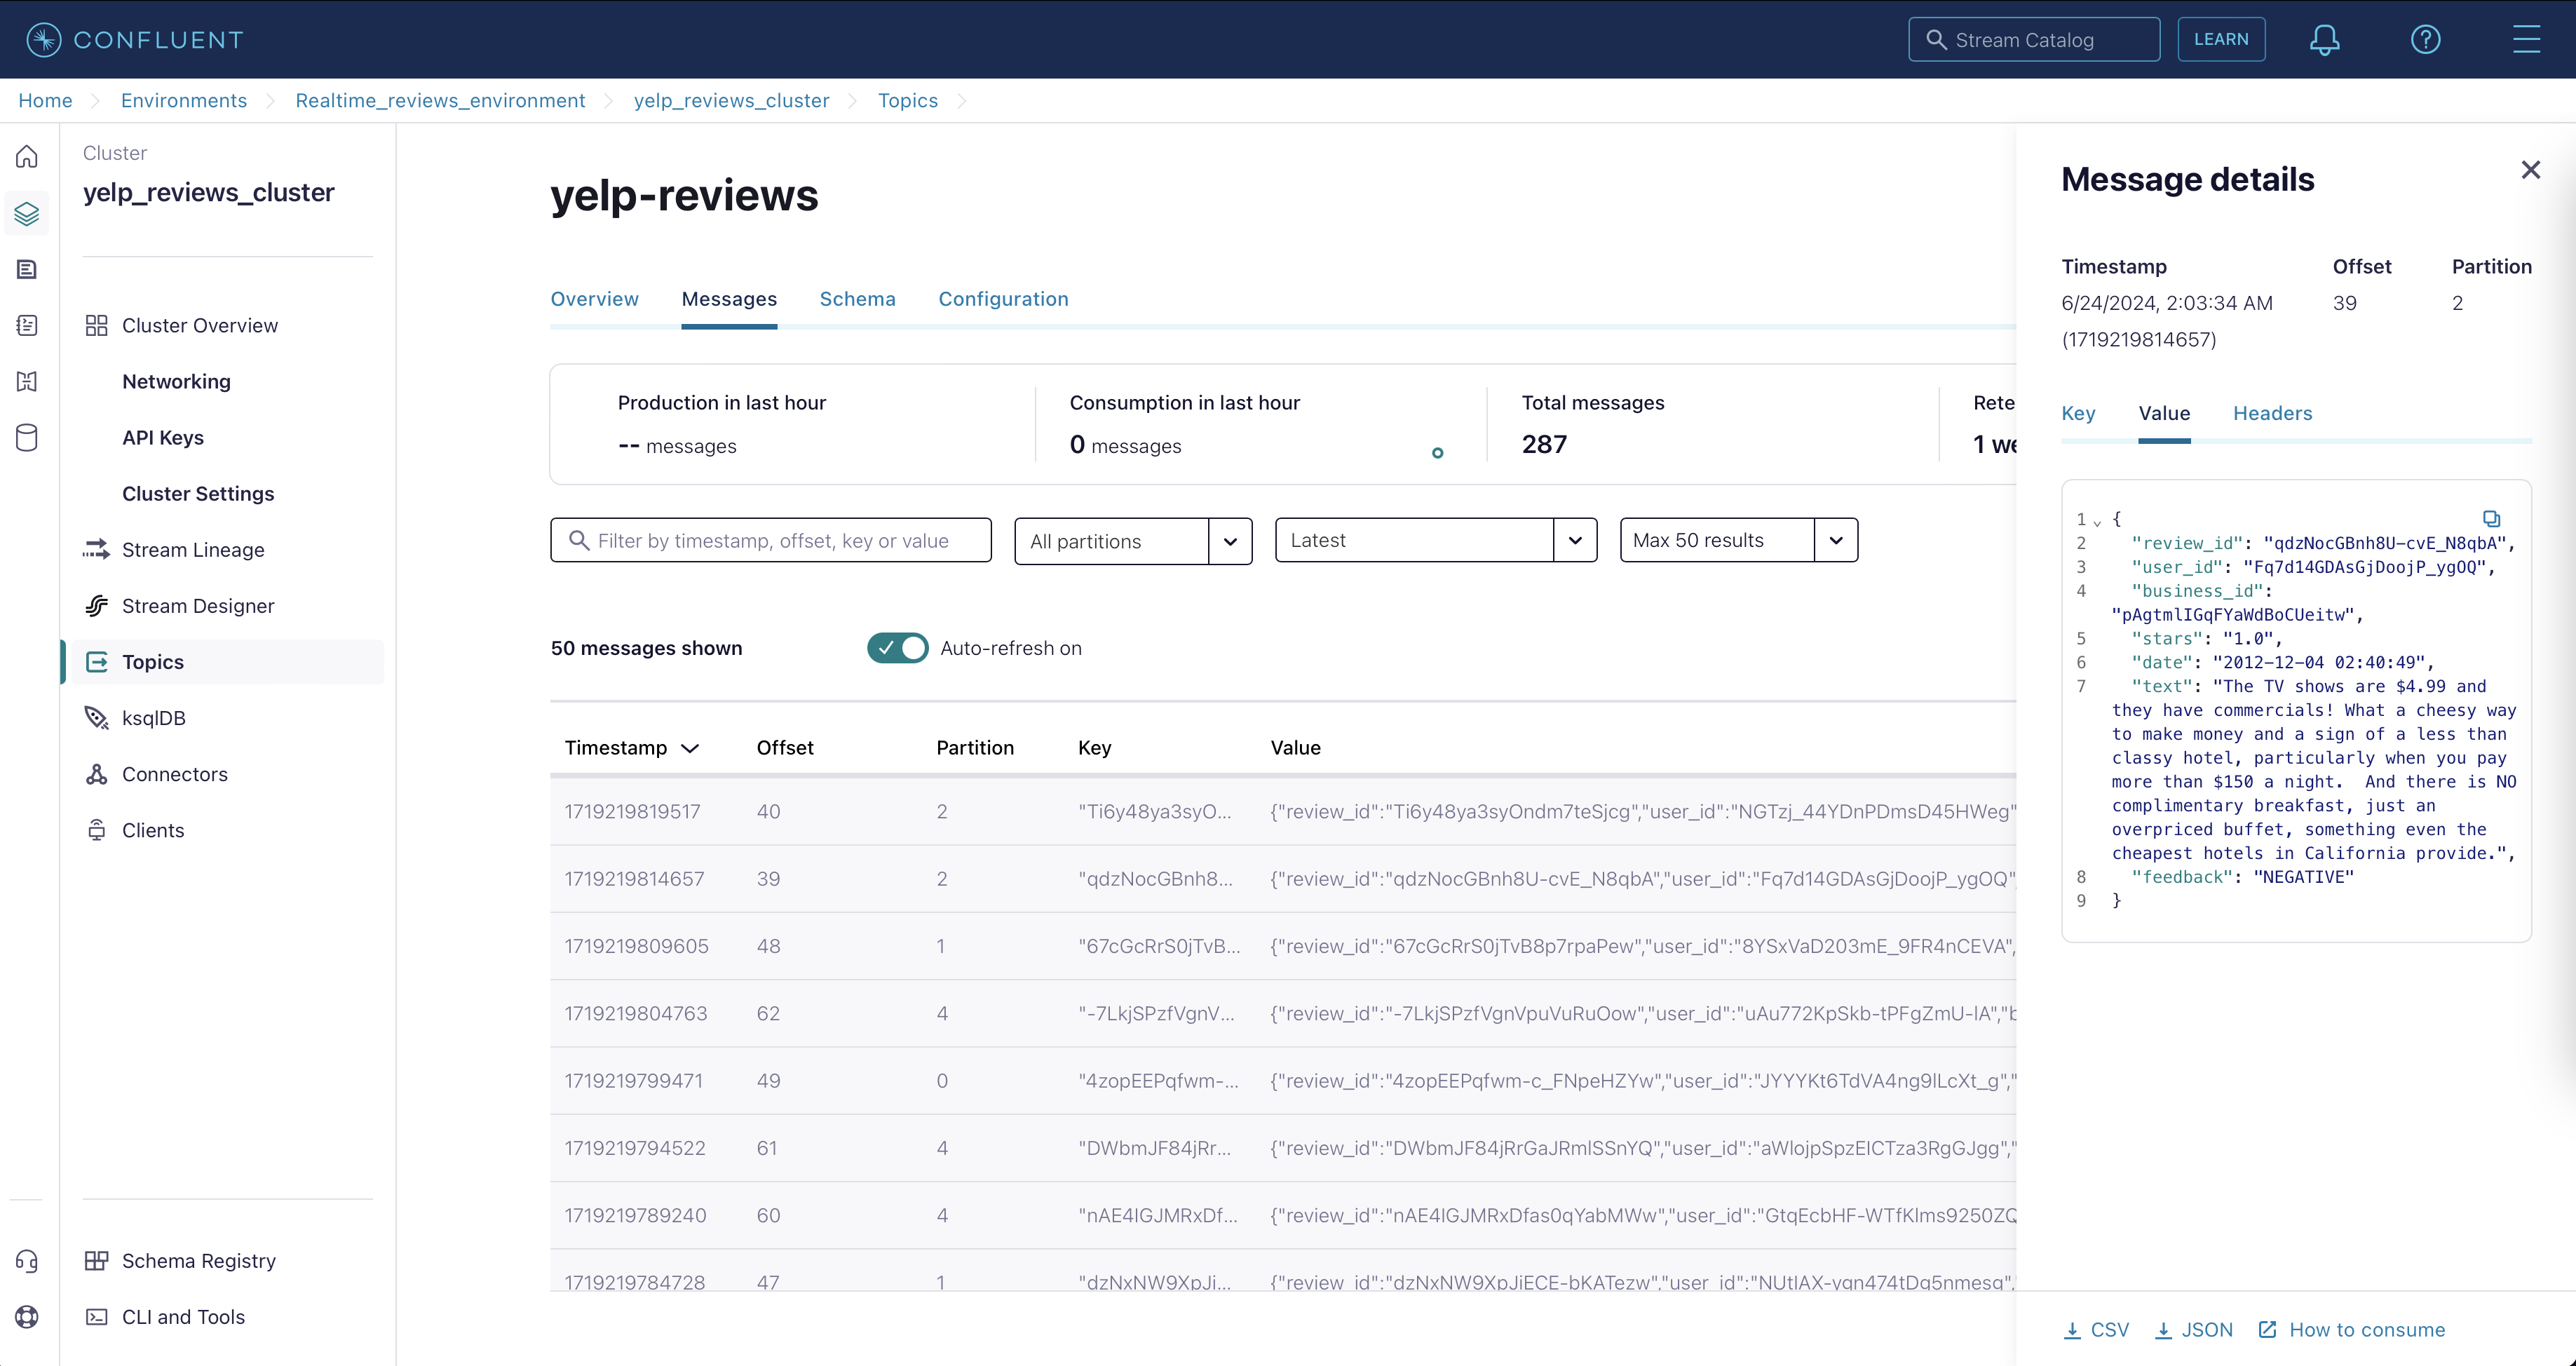 CONFLUENT
Stream Catalog
LEARN
Home
Environments
Realtime_reviews_environment
yelp_reviews_cluster
Topics
Cluster
yelp_reviews_cluster
Cluster Overview
Networking
API Keys
Cluster Settings
Stream Lineage
Stream Designer
Topics
ksqlDB
Connectors
Clients
Schema Registry
CLI and Tools
yelp-reviews
Overview Messages Schema Configuration
Production in last hour
-- messages
Consumption in last hour
0 messages
Total messages
287
Rete
1 we
Filter by timestamp, offset, key or value
All partitions
Latest
Max 50 results
50 messages shown
Auto-refresh on
Timestamp Offset Partition Key Value
1719219819517 40 2 "Ti6y48ya3syO... {"review_id":"Ti6y48ya3syOndm7teSjcg","user_id":"NGTzj_44YDnPDmsD45HWeg"
1719219814657 39 2 "qdzNocGBnh8... {"review_id":"qdzNocGBnh8U-cvE_N8qbA","user_id":"Fq7d14GDAsGjDoojP_ygOQ",
1719219809605 48 1 "67cGcRrS0jTvB... {"review_id":"67cGcRrS0jTvB8p7rpaPew","user_id":"8YSxVaD203mE_9FR4nCEVA",
1719219804763 62 4 "-7LkjSPzfVgnV... {"review_id":"-7LkjSPzfVgnVpuVuRuOow","user_id":"uAu772KpSkb-tPFgZmU-lA","b
1719219799471 49 0 "4zopEEPqfwm-... {"review_id":"4zopEEPqfwm-c_FNpeHZYw","user_id":"JYYYKt6TdVA4ng9lLcXt_g","
1719219794522 61 4 "DWbmJF84jRr... {"review_id":"DWbmJF84jRrGaJRmlSSnYQ","user_id":"aWlojpSpzElCTza3RgGJgg","
1719219789240 60 4 "nAE4IGJMRxDf... {"review_id":"nAE4IGJMRxDfas0qYabMWw","user_id":"GtqEcbHF-WTfKlms9250ZQ
1719219784728 47 1 "dzNxNW9XpJi... {"review_id":"dzNxNW9XpJiECE-bKATezw","user_id":"NUtlAX-ygn474tDg5nmesg",
Message details
Timestamp Offset Partition
6/24/2024, 2:03:34 AM 39 2
(1719219814657)
Key Value Headers
1 {
2 "review_id": "qdzNocGBnh8U-cvE_N8qbA",
3 "user_id": "Fq7d14GDAsGjDoojP_ygOQ",
4 "business_id":
"pAgtmlIGqFYaWdBoCUeitw",
5 "stars": "1.0",
6 "date": "2012-12-04 02:40:49",
7 "text": "The TV shows are $4.99 and
they have commercials! What a cheesy way
to make money and a sign of a less than
classy hotel, particularly when you pay
more than $150 a night.  And there is NO
complimentary breakfast, just an
overpriced buffet, something even the
cheapest hotels in California provide.",
8 "feedback": "NEGATIVE"
9 }
CSV
JSON
How to consume